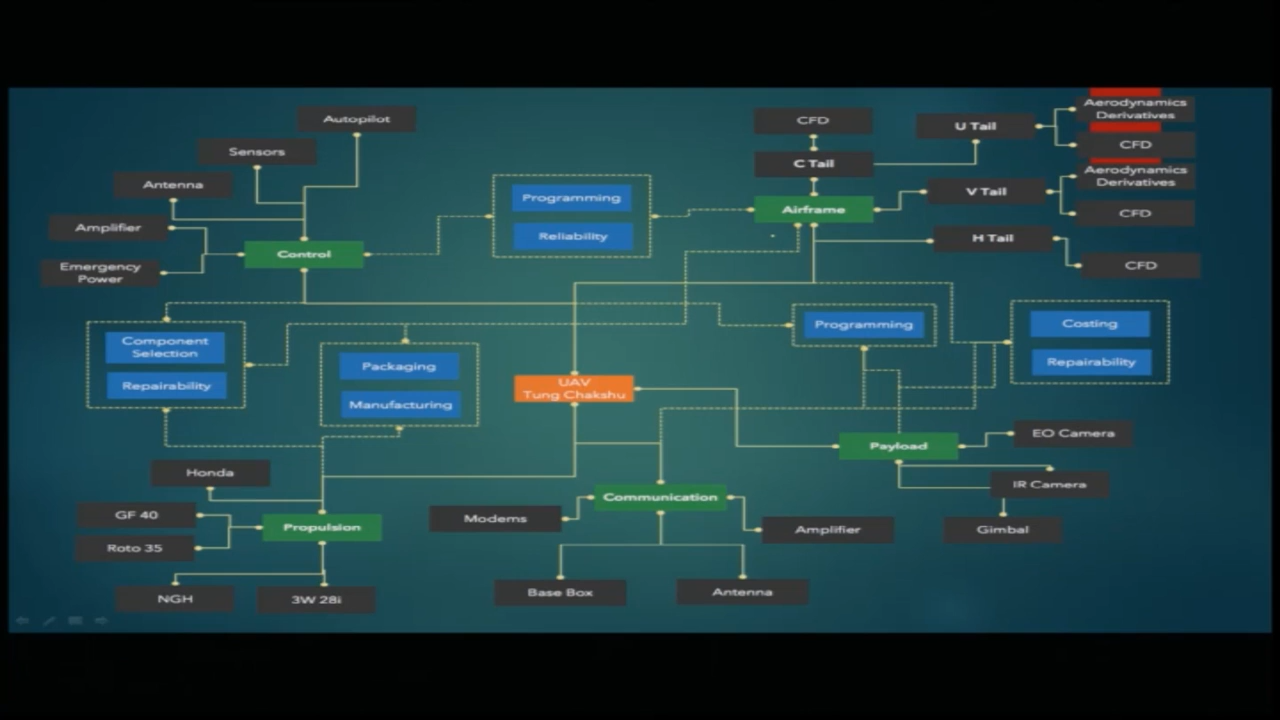 Autopilot
Sensors
Antenna
Amplifier
Emergency
Power
Control
Programming
Reliability
CFD
C Tail
Airframe
U Tail
V Tail
H Tail
Aerodynamics
Derivatives
CFD
Aerodynamics
Derivatives
CFD
CFD
Component
Selection
Repairability
Packaging
Manufacturing
UAV
Tung Chakshu
Programming
Costing
Repairability
Payload
EO Camera
IR Camera
Gimbal
Honda
GF 40
Roto 35
Propulsion
NGH
3W 28i
Communication
Modems
Amplifier
Base Box
Antenna